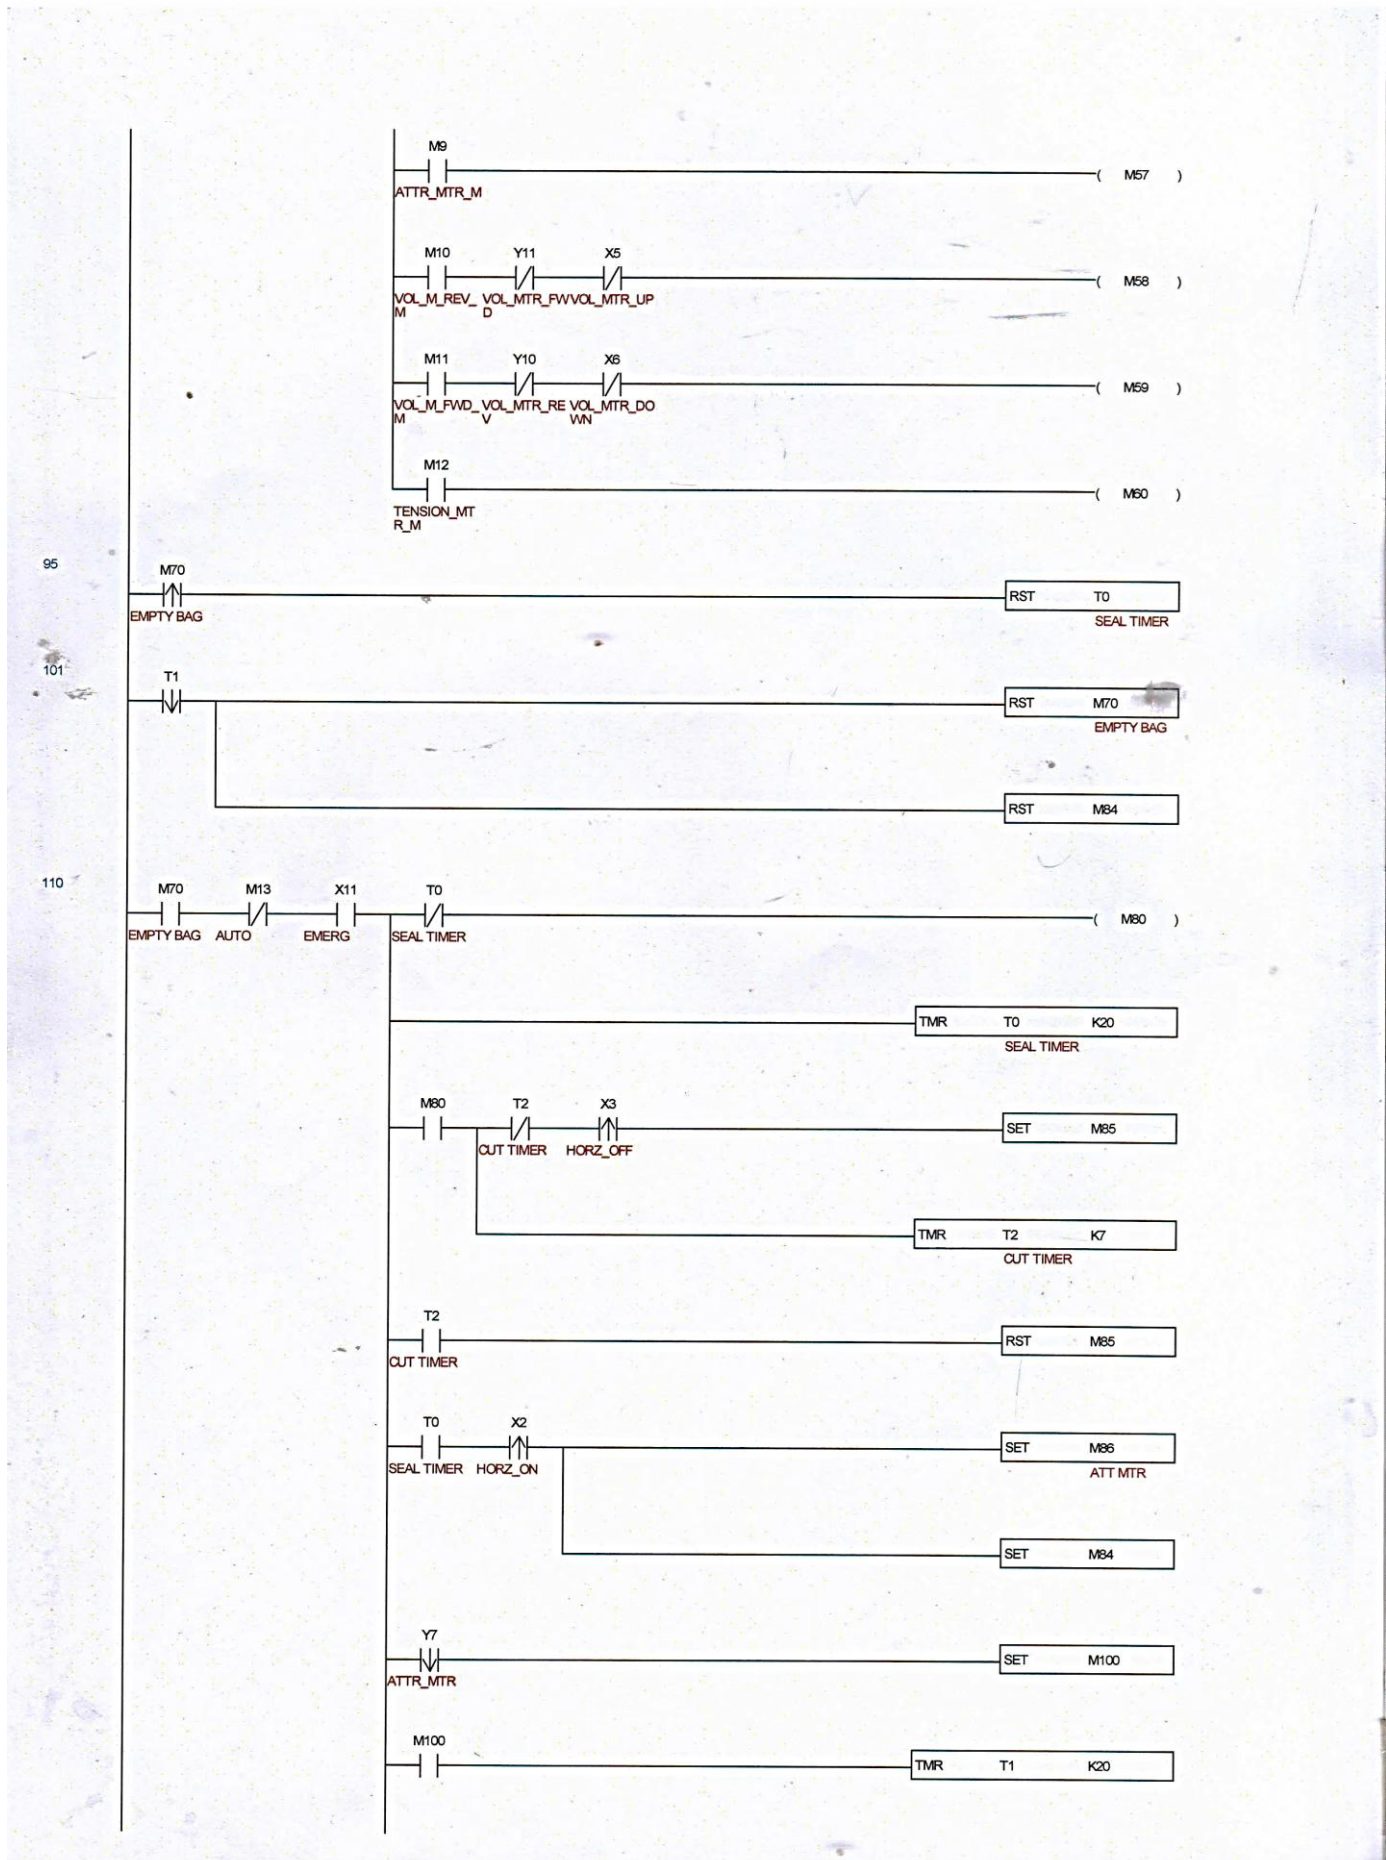 M9
( M57 )
ATTR_MTR_M
M10 Y11 X5
( M58 )
VOL_M_REV_ VOL_MTR_FWVOL_MTR_UP
M D
M11 Y10 X6
( M59 )
VOL_M_FWD_ VOL_MTR_RE VOL_MTR_DO
M V WN
M12
( M60 )
TENSION_MT
R_M
95
M70
RST T0
EMPTY BAG SEAL TIMER
101
T1
RST M70
EMPTY BAG
RST M84
110
M70 M13 X11 T0
( M80 )
EMPTY BAG AUTO EMERG SEAL TIMER
TMR T0 K20
SEAL TIMER
M80 T2 X3
SET M85
CUT TIMER HORZ_OFF
TMR T2 K7
CUT TIMER
T2
RST M85
CUT TIMER
T0 X2
SET M86
SEAL TIMER HORZ_ON ATT MTR
SET M84
Y7
SET M100
ATTR_MTR
M100
TMR T1 K20